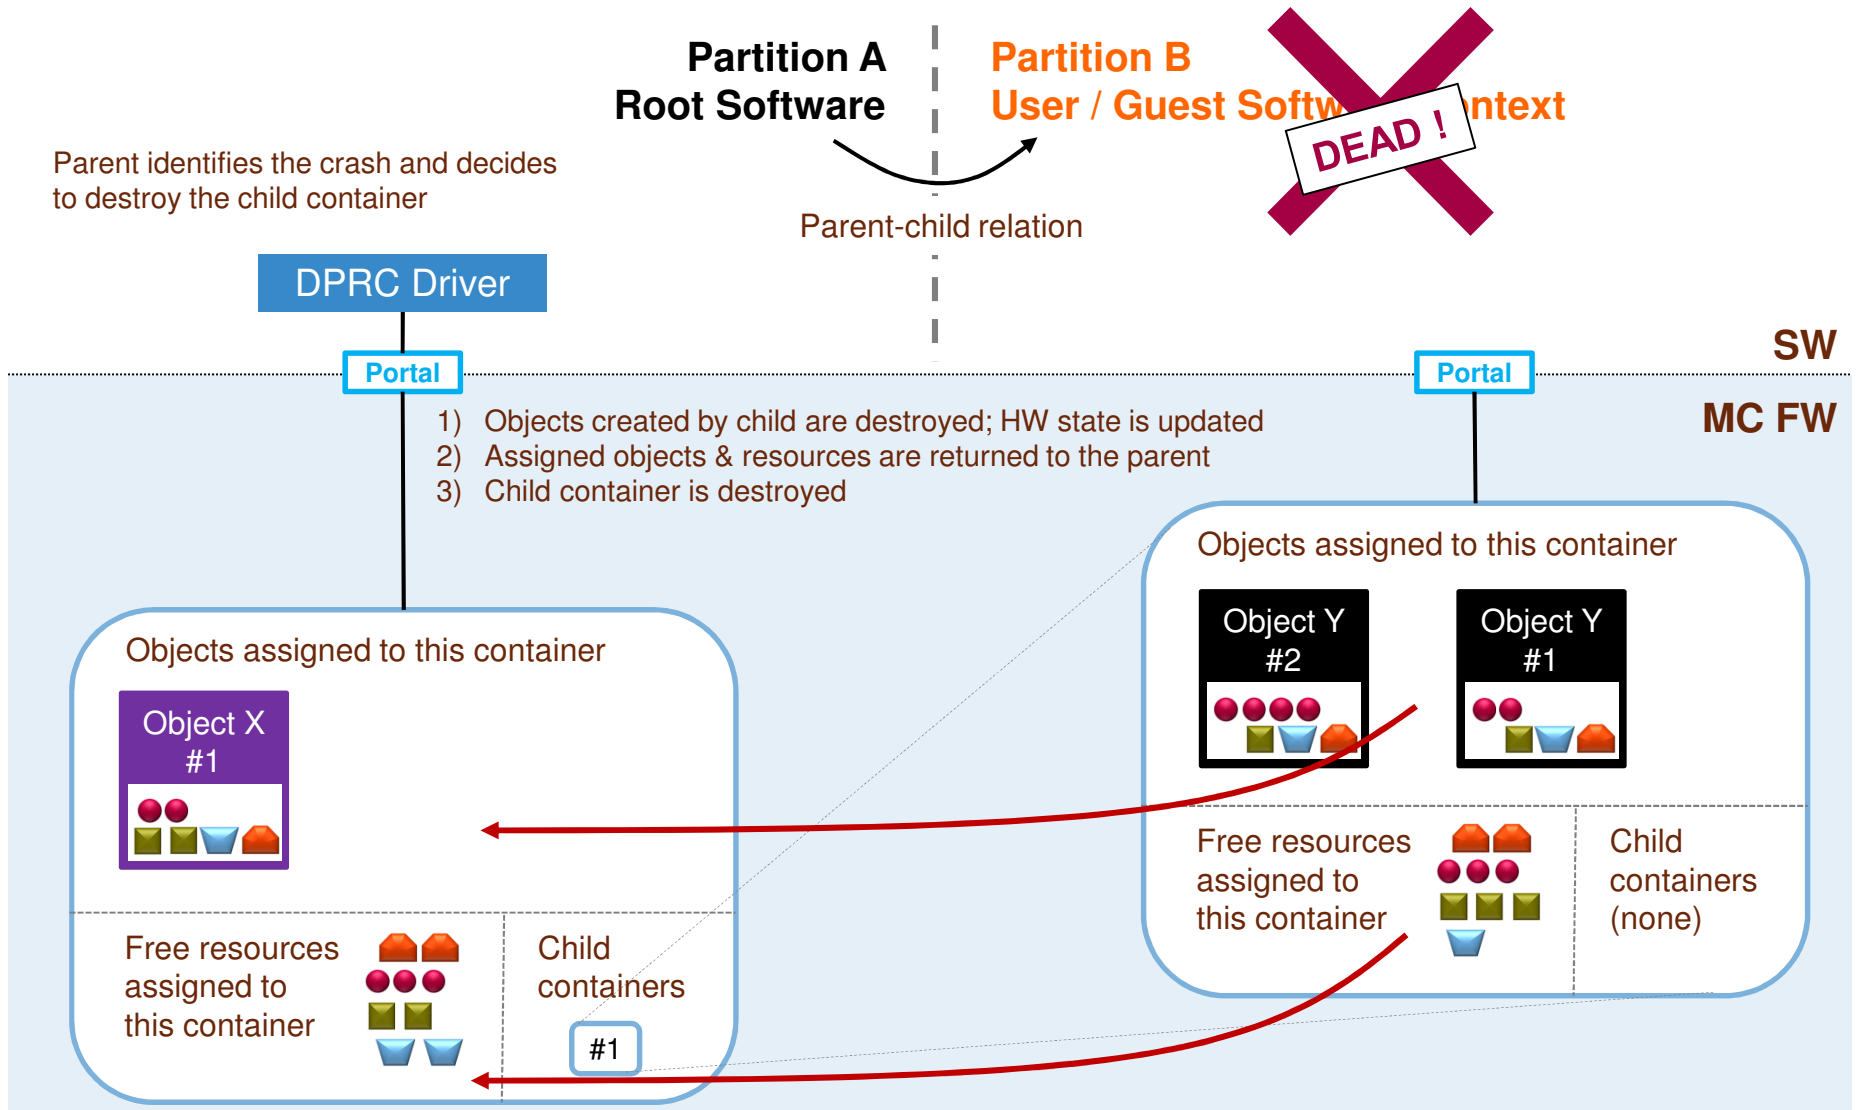 Partition A
Root Software
Partition B
User / Guest Softw ntext
DEAD !
Parent identifies the crash and decides
to destroy the child container
Parent-child relation
DPRC Driver
SW
Portal
Portal
MC FW
1) Objects created by child are destroyed; HW state is updated
2) Assigned objects & resources are returned to the parent
3) Child container is destroyed
Objects assigned to this container
Object Y
#2
Object Y
#1
Free resources
assigned to
this container
Child
containers
(none)
Objects assigned to this container
Object X
#1
Free resources
assigned to
this container
Child
containers
#1